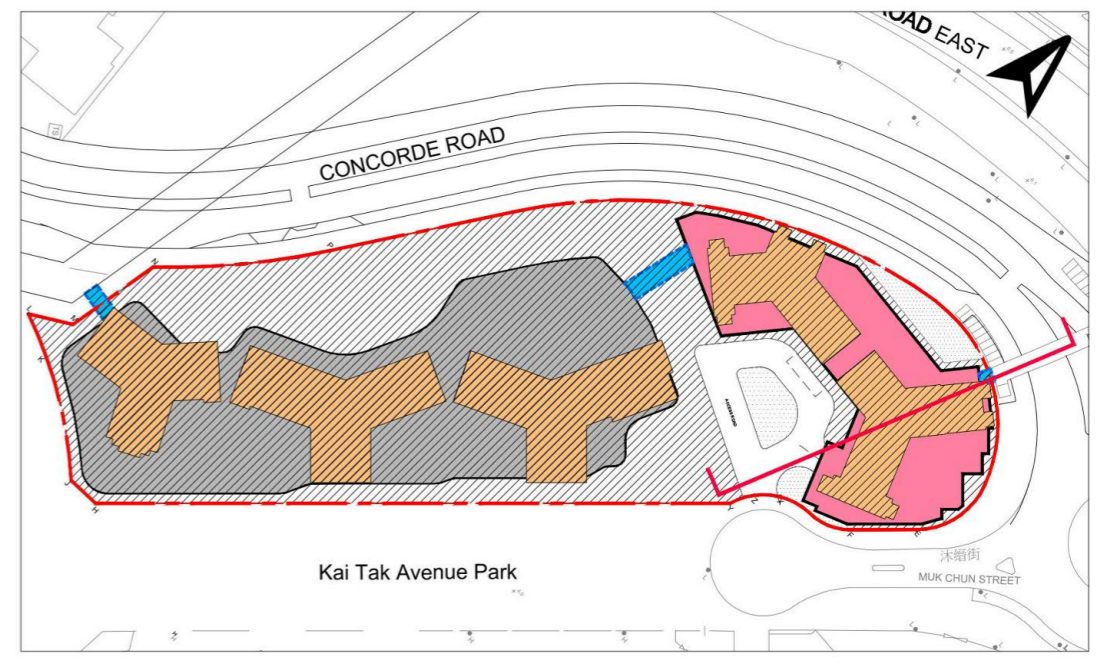 ROAD EAST
CONCORDE ROAD
N
P
L
M
K
J
H
Y
Z
X
F
E
Kai Tak Avenue Park
沐縉街
MUK CHUN STREET